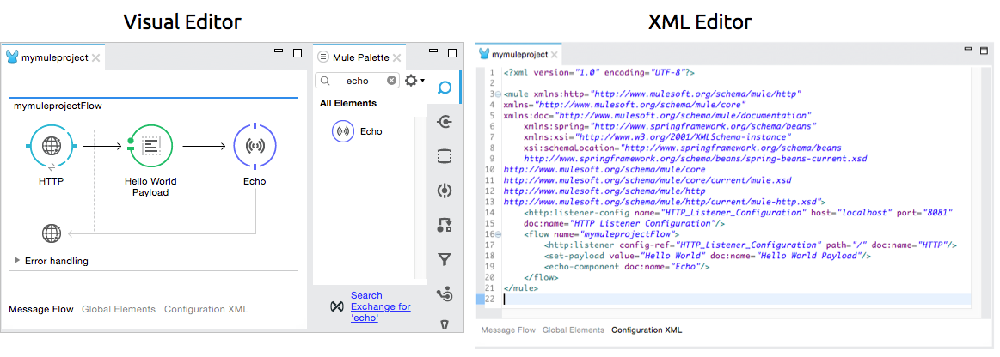 Visual Editor
XML Editor
mymuleproject
Mule Palette
echo
All Elements
Echo
mymuleprojectFlow
HTTP
Hello World
Payload
Echo
Error handling
Message Flow Global Elements Configuration XML
Search
Exchange for
'echo'
mymuleproject
1 <?xml version="1.0" encoding="UTF-8"?>
2
3 <mule xmlns:http="http://www.mulesoft.org/schema/mule/http"
4 xmlns="http://www.mulesoft.org/schema/mule/core"
5 xmlns:doc="http://www.mulesoft.org/schema/mule/documentation"
6 xmlns:spring="http://www.springframework.org/schema/beans"
7 xmlns:xsi="http://www.w3.org/2001/XMLSchema-instance"
8 xsi:schemaLocation="http://www.springframework.org/schema/beans
9 http://www.springframework.org/schema/beans/spring-beans-current.xsd
10 http://www.mulesoft.org/schema/mule/core
11 http://www.mulesoft.org/schema/mule/core/current/mule.xsd
12 http://www.mulesoft.org/schema/mule/http
13 http://www.mulesoft.org/schema/mule/http/current/mule-http.xsd">
14 <http:listener-config name="HTTP_Listener_Configuration" host="localhost" port="8081"
15 doc:name="HTTP Listener Configuration"/>
16 <flow name="mymuleprojectFlow">
17 <http:listener config-ref="HTTP_Listener_Configuration" path="/" doc:name="HTTP"/>
18 <set-payload value="Hello World" doc:name="Hello World Payload"/>
19 <echo-component doc:name="Echo"/>
20 </flow>
21 </mule>
22
Message Flow Global Elements Configuration XML